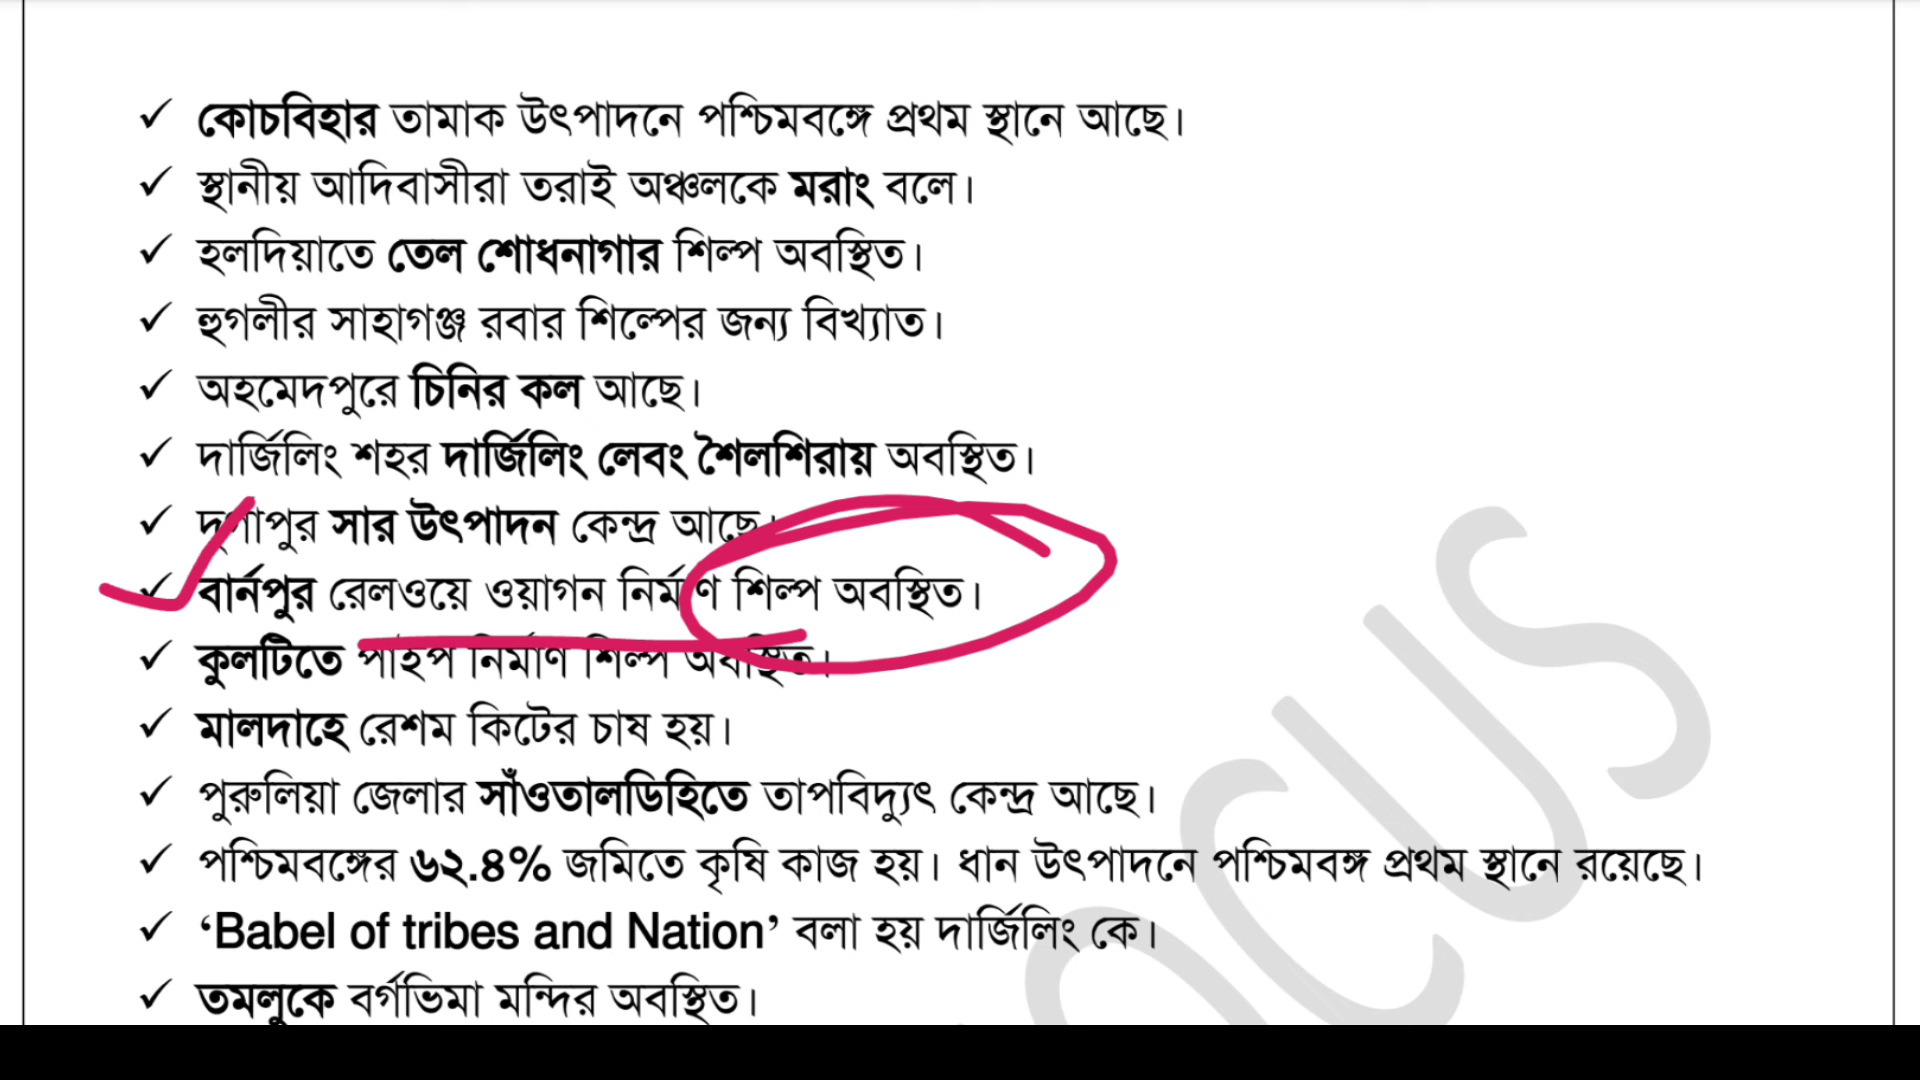 ✓ কোচবিহার তামাক উৎপাদনে পশ্চিমবঙ্গে প্রথম স্থানে আছে।
✓ স্থানীয় আদিবাসীরা তরাই অঞ্চলকে মরাং বলে।
✓ হলদিয়াতে তেল শোধনাগার শিল্প অবস্থিত।
✓ হুগলীর সাহাগঞ্জ রবার শিল্পের জন্য বিখ্যাত।
✓ অহমেদপুরে চিনির কল আছে।
✓ দার্জিলিং শহর দার্জিলিং লেবং শৈলশিরায় অবস্থিত।
✓ দূর্গাপুর সার উৎপাদন কেন্দ্র আছে।
✓ বার্নপুর রেলওয়ে ওয়াগন নির্মাণ শিল্প অবস্থিত।
✓ কুলটিতে পাইপ নির্মাণ শিল্প অবস্থিত।
✓ মালদাহে রেশম কিটের চাষ হয়।
✓ পুরুলিয়া জেলার সাঁওতালডিহিতে তাপবিদ্যুৎ কেন্দ্র আছে।
✓ পশ্চিমবঙ্গের ৬২.৪% জমিতে কৃষি কাজ হয়। ধান উৎপাদনে পশ্চিমবঙ্গ প্রথম স্থানে রয়েছে।
✓ ‘Babel of tribes and Nation’ বলা হয় দার্জিলিং কে।
✓ তমলুকে বর্গভিমা মন্দির অবস্থিত।
OCUS